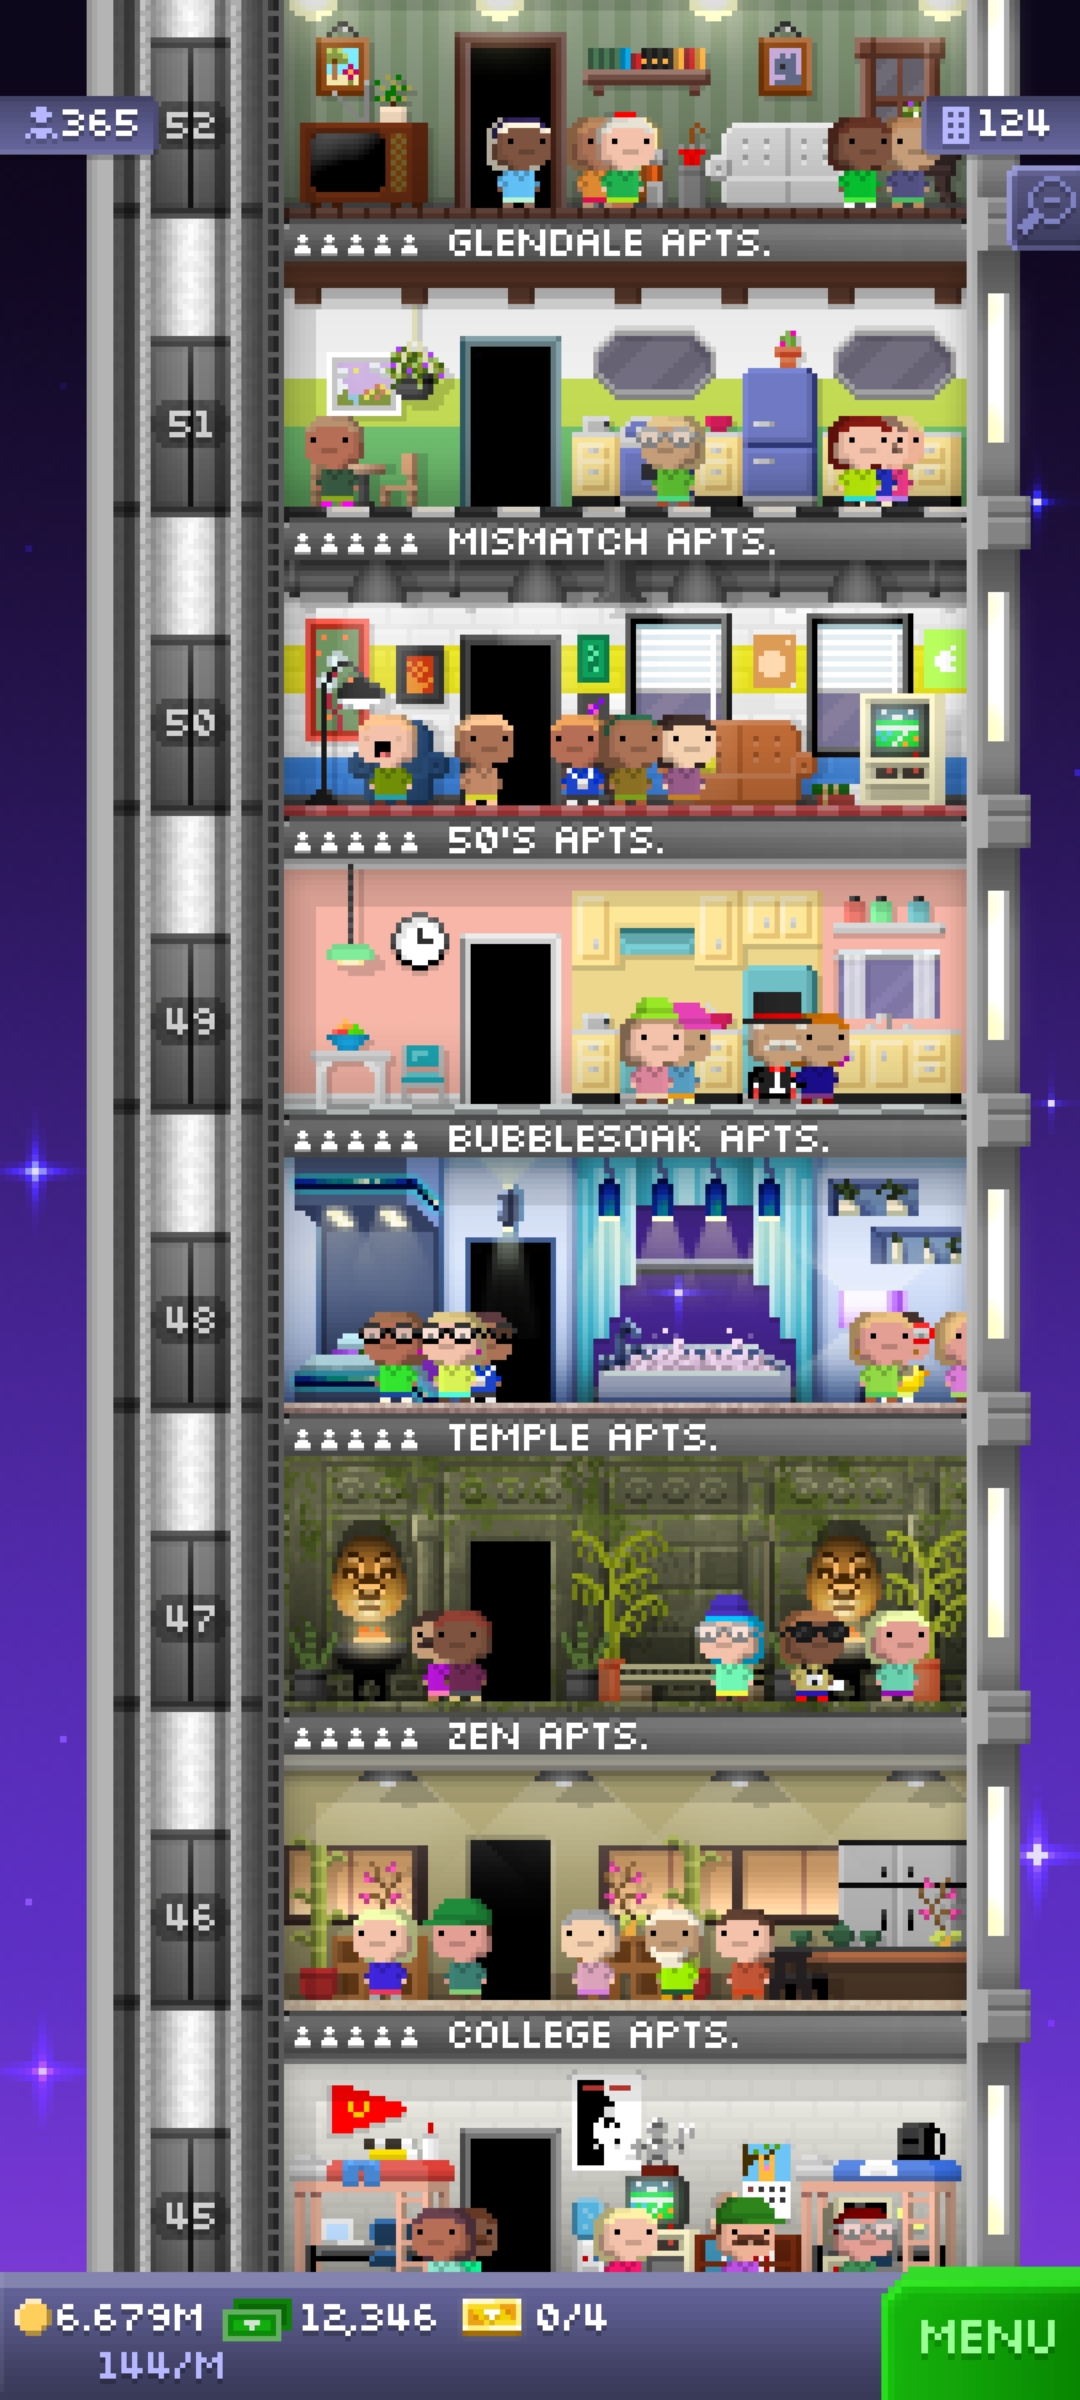 365
52
124
GLENDALE APTS.
51
MISMATCH APTS.
50
50'S APTS.
49
BUBBLESOAK APTS.
48
TEMPLE APTS.
47
ZEN APTS.
46
COLLEGE APTS.
45
6.679M 12,346 0/4
144/M
MENU